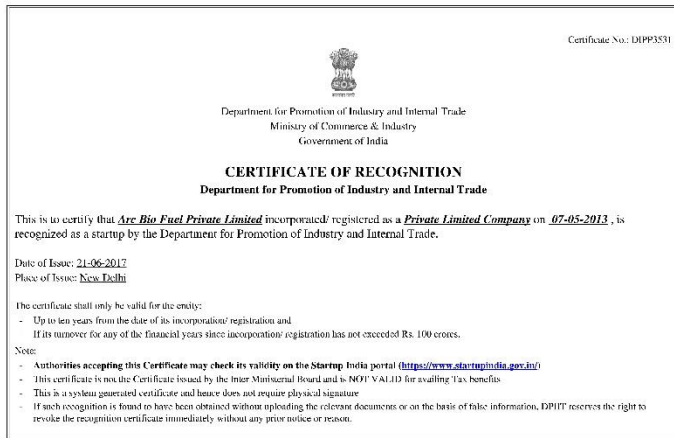 Certificate No.: DIPP3531
Department for Promotion of Industry and Internal Trade
Ministry of Commerce & Industry
Government of India
CERTIFICATE OF RECOGNITION
Department for Promotion of Industry and Internal Trade
This is to certify that Arc Bio Fuel Private Limited incorporated/ registered as a Private Limited Company on 07-05-2013 , is
recognized as a startup by the Department for Promotion of Industry and Internal Trade.
Date of Issue: 21-06-2017
Place of Issue: New Delhi
The certificate shall only be valid for the entity:
- Up to ten years from the date of its incorporation/ registration and
If its turnover for any of the financial years since incorporation/ registration has not exceeded Rs. 100 crores.
Note:
- Authorities accepting this Certificate may check its validity on the Startup India portal (https://www.startupindia.gov.in/)
- This certificate is not the Certificate issued by the Inter Ministerial Board and is NOT VALID for availing Tax benefits
- This is a system generated certificate and hence does not require physical signature
- If such recognition is found to have been obtained without uploading the relevant documents or on the basis of false information, DPIIT reserves the right to
revoke the recognition certificate immediately without any prior notice or reason.